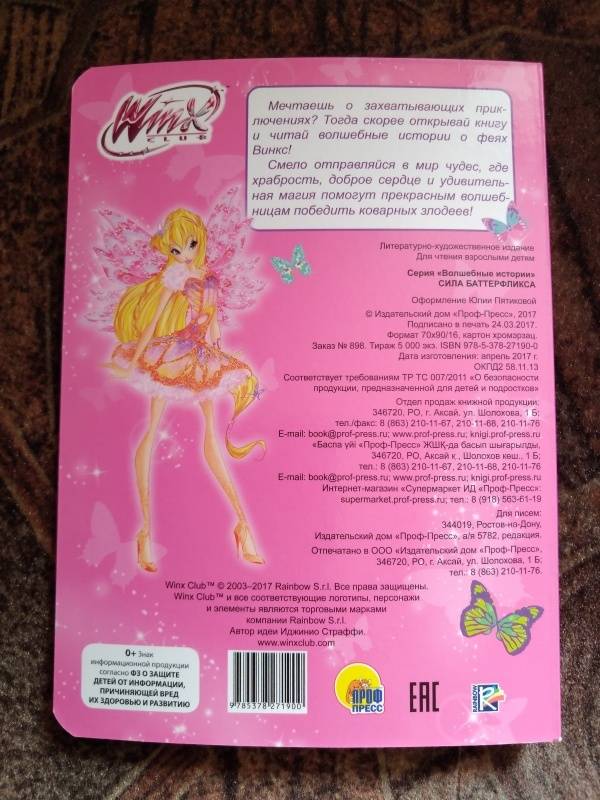 Winx
CLUB
Мечтаешь о захватывающих прик-
лючениях? Тогда скорее открывай книгу
и читай волшебные истории о феях
Винкс!
Смело отправляйся в мир чудес, где
храбрость, доброе сердце и удивитель-
ная магия помогут прекрасным волшеб-
ницам победить коварных злодеев!
Литературно-художественное издание
Для чтения взрослыми детям
Серия «Волшебные истории»
СИЛА БАТТЕРФЛИКСА
Оформление Юлии Пятиковой
© Издательский дом «Проф-Пресс», 2017
Подписано в печать 24.03.2017.
Формат 70х90/16, картон хромэрзац.
Заказ № 898. Тираж 5 000 экз. ISBN 978-5-378-27190-0
Дата изготовления: апрель 2017 г.
ОКПД2 58.11.13
Соответствует требованиям ТР ТС 007/2011 «О безопасности
продукции, предназначенной для детей и подростков»
Отдел продаж книжной продукции:
346720, РО, г. Аксай, ул. Шолохова, 1 Б;
тел./факс: 8 (863) 210-11-67, 210-11-68, 210-11-76.
E-mail: book@prof-press.ru; www.prof-press.ru; knigi.prof-press.ru
«Баспа үйi «Проф-Пресс» ЖШҚ-да басып шығарылды,
346720, РО, Аксай к., Шолохов көш., 1 Б;
тел.: 8 (863) 210-11-67, 210-11-68, 210-11-76
E-mail: book@prof-press.ru; www.prof-press.ru; knigi.prof-press.ru
Интернет-магазин «Супермаркет ИД «Проф-Пресс»:
supermarket.prof-press.ru; тел.: 8 (918) 563-61-19
Для писем:
344019, Ростов-на-Дону,
Издательский дом «Проф-Пресс», а/я 5782, редакция.
Отпечатано в ООО «Издательский дом «Проф-Пресс»,
346720, РО, г. Аксай, ул. Шолохова, 1 Б;
тел.: 8 (863) 210-11-76.
Winx Club™ © 2003–2017 Rainbow S.r.l. Все права защищены.
Winx Club™ и все соответствующие логотипы, персонажи
и элементы являются торговыми марками
компании Rainbow S.r.l.
Автор идеи Иджинио Страффи.
www.winxclub.com
0+ Знак
информационной продукции
согласно ФЗ О ЗАЩИТЕ
ДЕТЕЙ ОТ ИНФОРМАЦИИ,
ПРИЧИНЯЮЩЕЙ ВРЕД
ИХ ЗДОРОВЬЮ И РАЗВИТИЮ
9785378271900
ПРОФ
ПРЕСС
EAC
RAINBOW
R